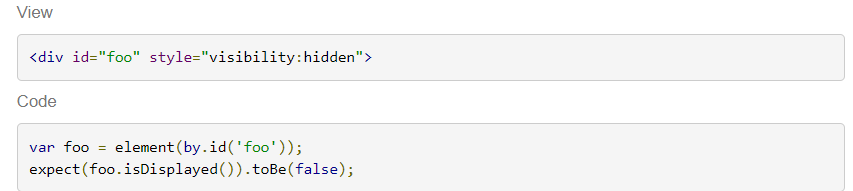 View
<div id="foo" style="visibility:hidden">
Code
var foo = element(by.id('foo'));
expect(foo.isDisplayed()).toBe(false);